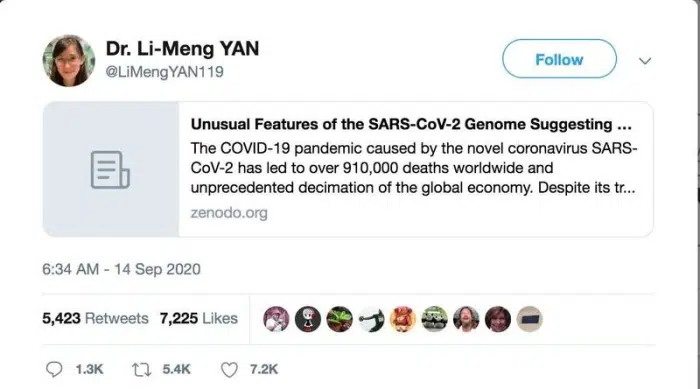 Dr. Li-Meng YAN
@LiMengYAN119
Follow
Unusual Features of the SARS-CoV-2 Genome Suggesting ...
The COVID-19 pandemic caused by the novel coronavirus SARS-
CoV-2 has led to over 910,000 deaths worldwide and
unprecedented decimation of the global economy. Despite its tr...
zenodo.org
6:34 AM - 14 Sep 2020
5,423 Retweets 7,225 Likes
1.3K 5.4K 7.2K